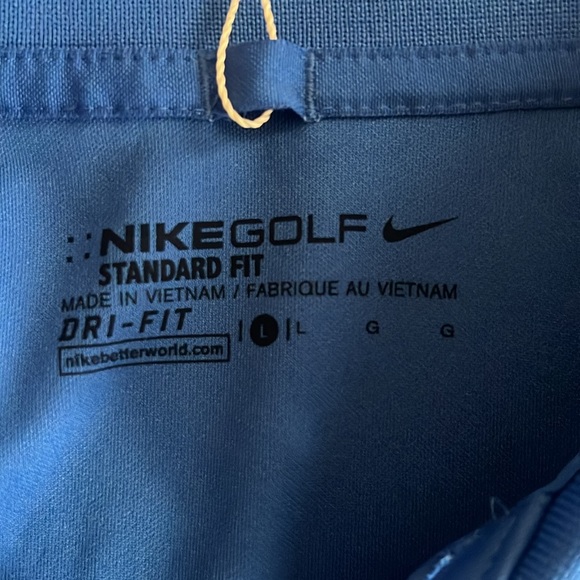 NIKEGOLF
STANDARD FIT
MADE IN VIETNAM / FABRIQUE AU VIETNAM
DRI-FIT | L | L G G
nikebetterworld.com